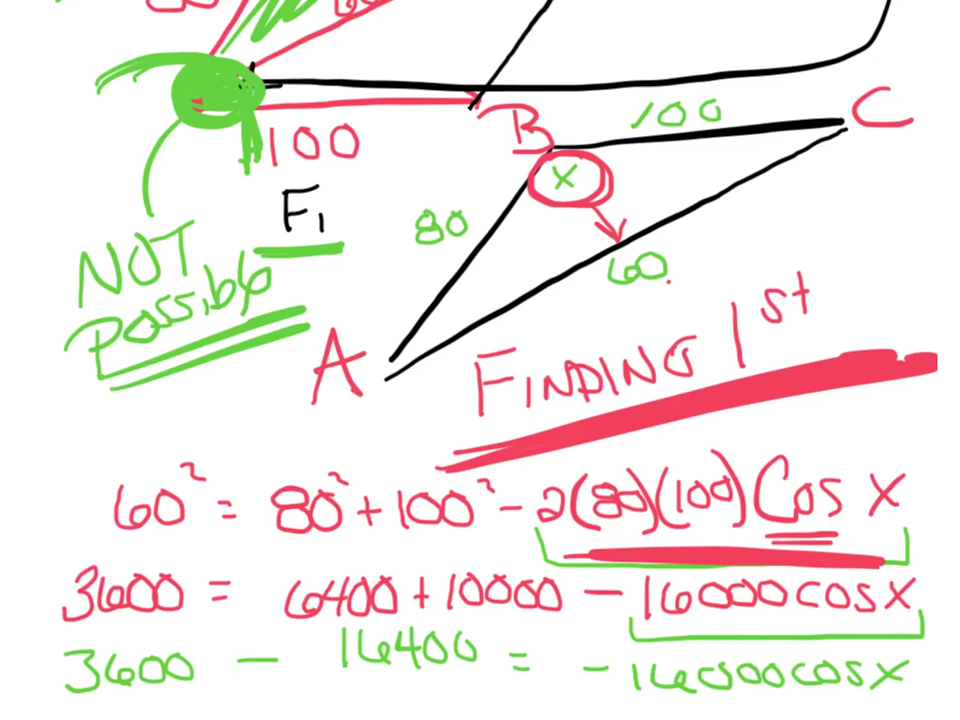 100
B
100
C
X
F₁
80
60.
NOT
Possible
A
FINDING 1st
60² = 80² + 100² - 2(80)(100) Cos X
3600 = 6400 + 10000 - 16000 cos x
3600 - 16400 = - 16000 cos x